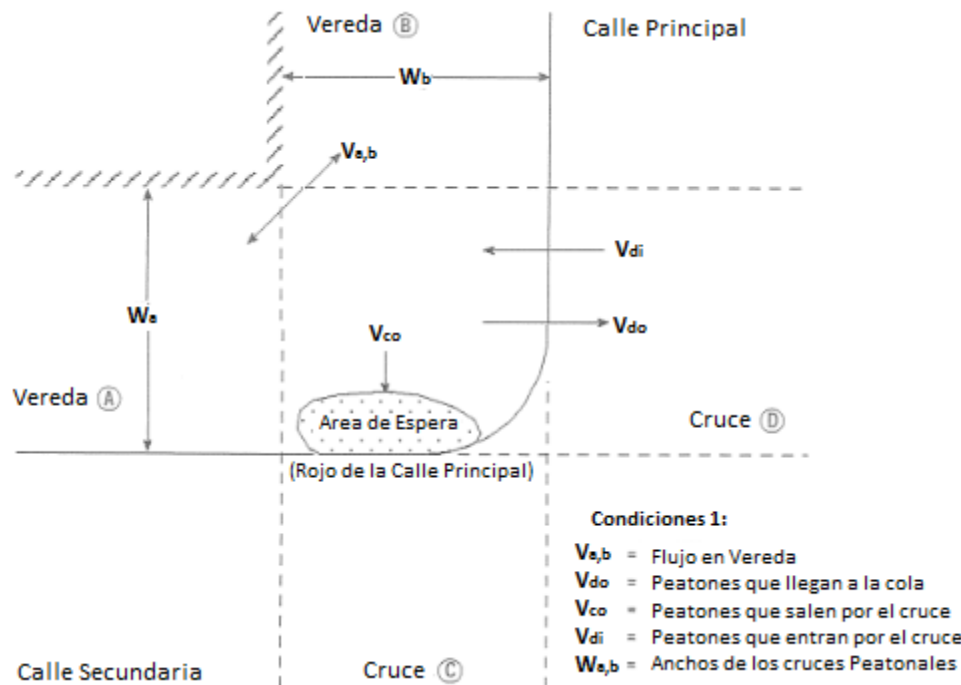 Vereda Ⓑ
Calle Principal
Wb
Va,b
Vdi
Wa
Vdo
Vco
Vereda Ⓐ
Area de Espera
Cruce Ⓓ
(Rojo de la Calle Principal)
Condiciones 1:
Va,b = Flujo en Vereda
Vdo = Peatones que llegan a la cola
Vco = Peatones que salen por el cruce
Vdi = Peatones que entran por el cruce
Wa,b = Anchos de los cruces Peatonales
Calle Secundaria
Cruce Ⓒ